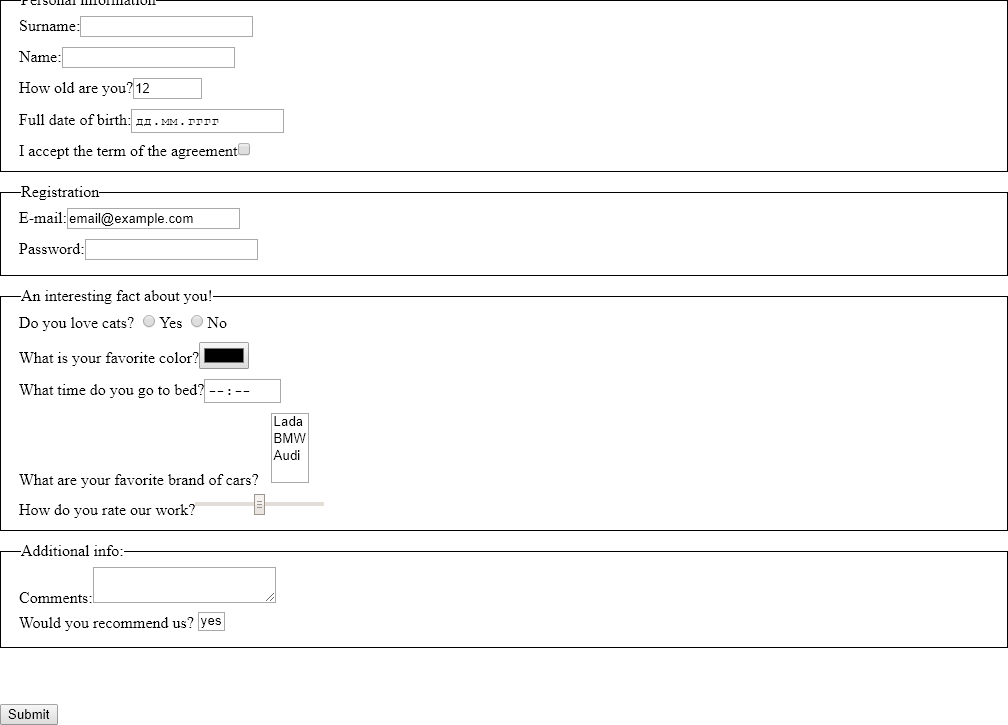 Personal information
Surname:
Name:
How old are you? 12
Full date of birth: дд.мм.гггг
I accept the term of the agreement
Registration
E-mail: email@example.com
Password:
An interesting fact about you!
Do you love cats? Yes No
What is your favorite color?
What time do you go to bed? --:--
Lada
BMW
Audi
What are your favorite brand of cars?
How do you rate our work?
Additional info:
Comments:
Would you recommend us? yes
Submit